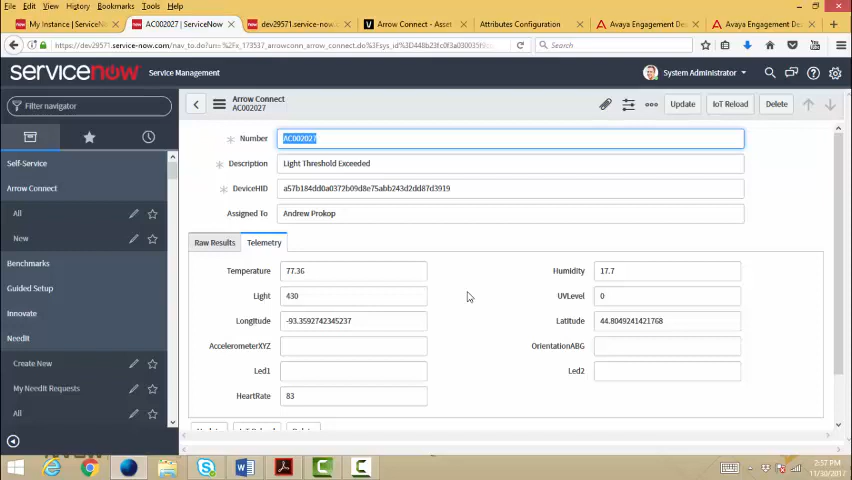 File Edit View History Bookmarks Tools Help
My Instance | ServiceN
AC002027 | ServiceNow
dev29571.service-now.c
Arrow Connect - Asset
Attributes Configuration
Avaya Engagement De
Avaya Engagement De
Search
servicenow Service Management
System Administrator
Filter navigator
Arrow Connect
AC002027
Update IoT Reload Delete
Self-Service
Arrow Connect
All
New
Benchmarks
Guided Setup
Innovate
NeedIt
Create New
My NeedIt Requests
All
Number AC002027
Description Light Threshold Exceeded
DeviceHID a57b184dd0a0372b09d8e75abb243d2dd87d3919
Assigned To Andrew Prokop
Raw Results Telemetry
Temperature 77.36 Humidity 17.7
Light 430 UVLevel 0
Longitude -93.3592742345237 Latitude 44.8049241421768
AccelerometerXYZ OrientationABG
Led1 Led2
HeartRate 83
2:57 PM
11/30/2017